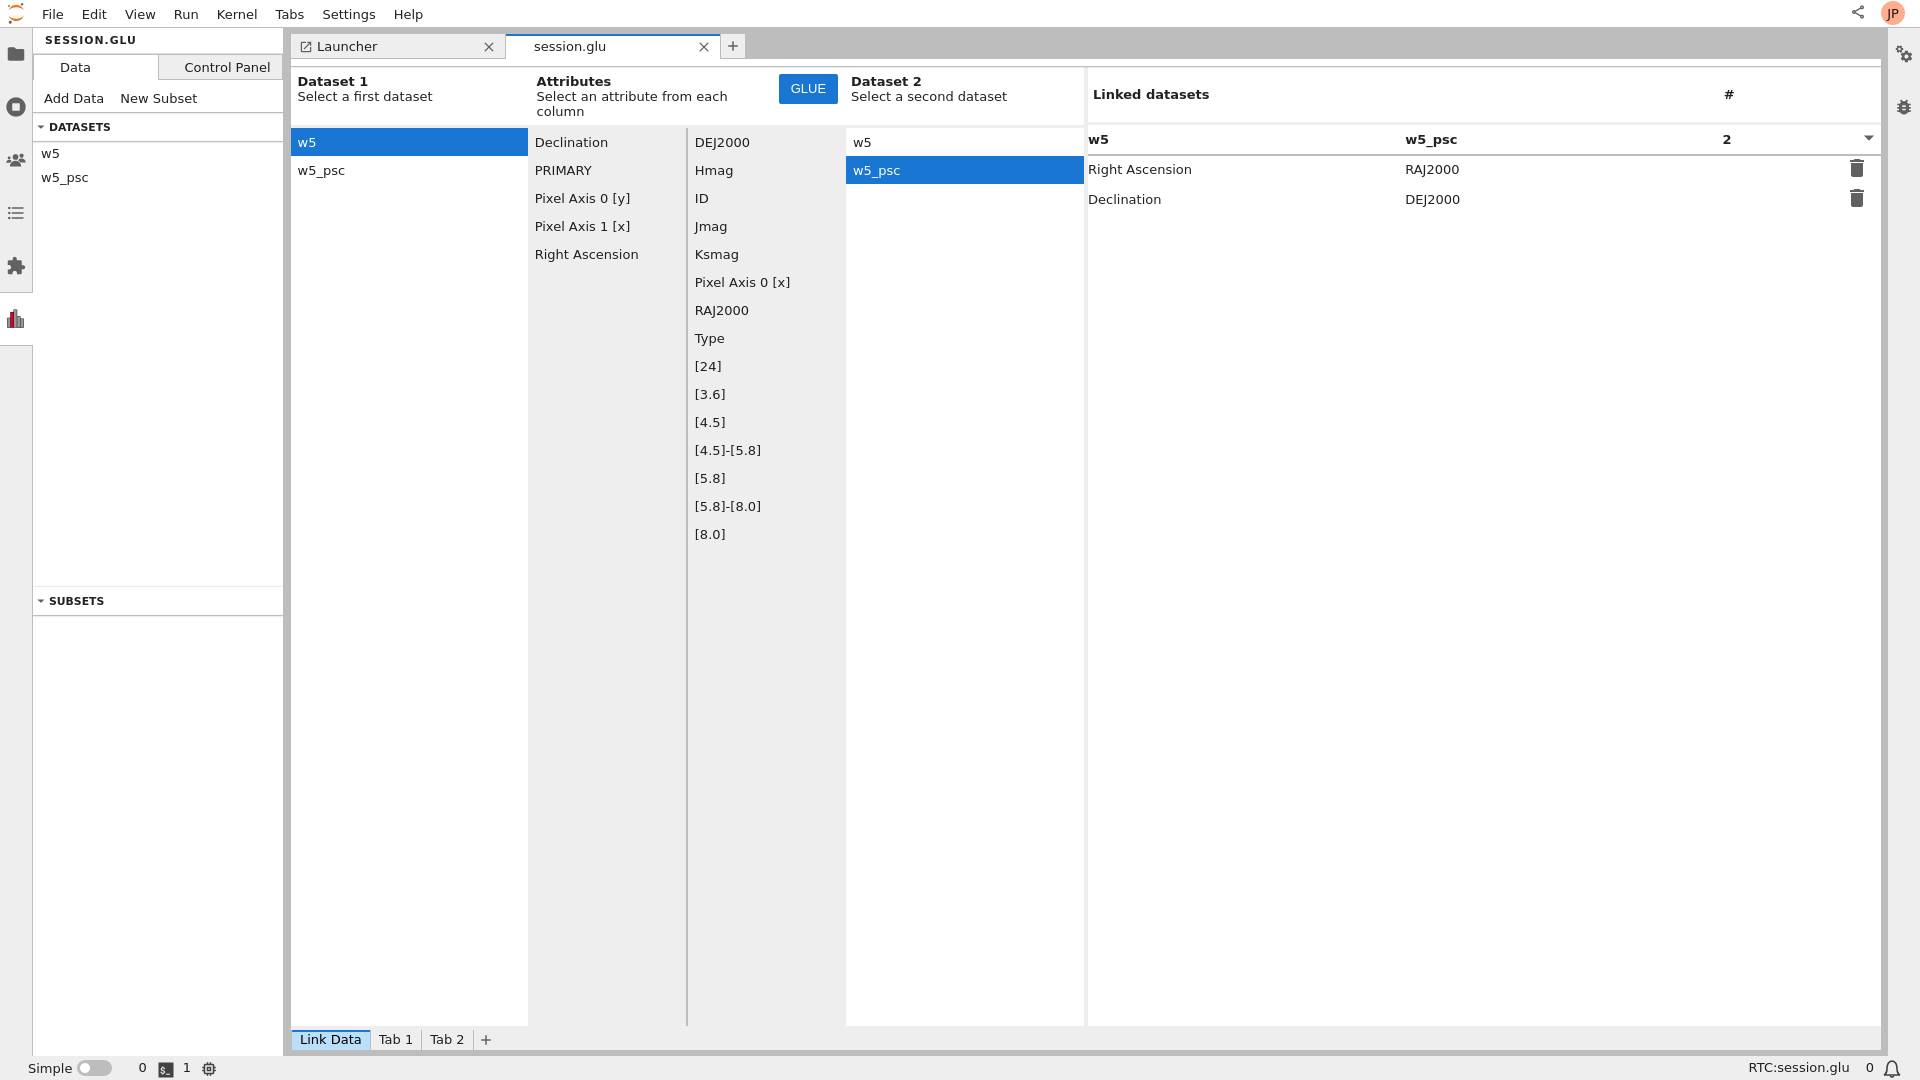 File Edit View Run Kernel Tabs Settings Help
JP
SESSION.GLU
Data Control Panel
Add Data New Subset
DATASETS
w5
w5_psc
SUBSETS
Launcher
session.glu
Dataset 1
Select a first dataset
Attributes
Select an attribute from each
column
GLUE
Dataset 2
Select a second dataset
w5
w5_psc
Declination
PRIMARY
Pixel Axis 0 [y]
Pixel Axis 1 [x]
Right Ascension
DEJ2000
Hmag
ID
Jmag
Ksmag
Pixel Axis 0 [x]
RAJ2000
Type
[24]
[3.6]
[4.5]
[4.5]-[5.8]
[5.8]
[5.8]-[8.0]
[8.0]
w5
w5_psc
Linked datasets #
w5 w5_psc 2
Right Ascension RAJ2000
Declination DEJ2000
Link Data Tab 1 Tab 2
Simple 0 $_ 1 RTC:session.glu 0